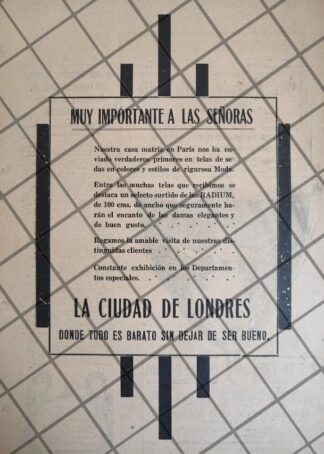 MUY IMPORTANTE A LAS SEÑORAS
Nuestra casa matriz en París nos ha en-
viado verdaderos primores en telas de se-
das en colores y estilos de rigurosa Moda.
Entre las muchas telas que recibimos se
destaca un selecto surtido de las RADIUM,
de 100 cms. de ancho que seguramente ha-
rán el encanto de las damas elegantes y
de buen gusto. . . . . . . . .
Rogamos la amable visita de nuestras dis-
tinguidas clientes
Constante exhibición en los Departamen-
tos especiales.
LA CIUDAD DE LONDRES
DONDE TODO ES BARATO SIN DEJAR DE SER BUENO.